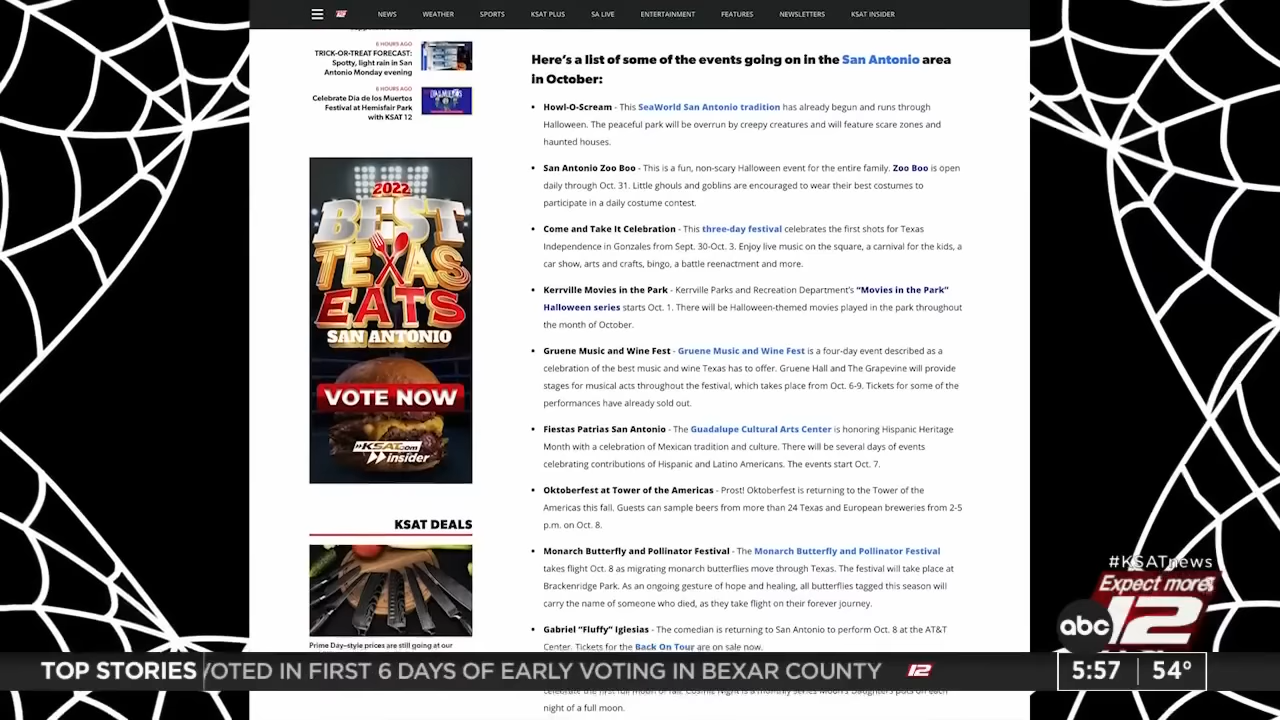 NEWS WEATHER SPORTS KSAT PLUS SA LIVE ENTERTAINMENT FEATURES NEWSLETTERS KSAT INSIDER
6 HOURS AGO
TRICK-OR-TREAT FORECAST:
Spotty, light rain in San
Antonio Monday evening
6 HOURS AGO
Celebrate Dia de los Muertos
Festival at Hemisfair Park
with KSAT 12
2022
BEST
TEXAS
EATS
SAN ANTONIO
VOTE NOW
KSAT.com
insider
KSAT DEALS
Prime Day-style prices are still going at our
Here's a list of some of the events going on in the San Antonio area
in October:
• Howl-O-Scream - This SeaWorld San Antonio tradition has already begun and runs through
Halloween. The peaceful park will be overrun by creepy creatures and will feature scare zones and
haunted houses.
• San Antonio Zoo Boo - This is a fun, non-scary Halloween event for the entire family. Zoo Boo is open
daily through Oct. 31. Little ghouls and goblins are encouraged to wear their best costumes to
participate in a daily costume contest.
• Come and Take It Celebration - This three-day festival celebrates the first shots for Texas
Independence in Gonzales from Sept. 30-Oct. 3. Enjoy live music on the square, a carnival for the kids, a
car show, arts and crafts, bingo, a battle reenactment and more.
• Kerrville Movies in the Park - Kerrville Parks and Recreation Department's “Movies in the Park”
Halloween series starts Oct. 1. There will be Halloween-themed movies played in the park throughout
the month of October.
• Gruene Music and Wine Fest - Gruene Music and Wine Fest is a four-day event described as a
celebration of the best music and wine Texas has to offer. Gruene Hall and The Grapevine will provide
stages for musical acts throughout the festival, which takes place from Oct. 6-9. Tickets for some of the
performances have already sold out.
• Fiestas Patrias San Antonio - The Guadalupe Cultural Arts Center is honoring Hispanic Heritage
Month with a celebration of Mexican tradition and culture. There will be several days of events
celebrating contributions of Hispanic and Latino Americans. The events start Oct. 7.
• Oktoberfest at Tower of the Americas - Prost! Oktoberfest is returning to the Tower of the
Americas this fall. Guests can sample beers from more than 24 Texas and European breweries from 2-5
p.m. on Oct. 8.
• Monarch Butterfly and Pollinator Festival - The Monarch Butterfly and Pollinator Festival
takes flight Oct. 8 as migrating monarch butterflies move through Texas. The festival will take place at
Brackenridge Park. As an ongoing gesture of hope and healing, all butterflies tagged this season will
carry the name of someone who died, as they take flight on their forever journey.
• Gabriel “Fluffy” Iglesias - The comedian is returning to San Antonio to perform Oct. 8 at the AT&T
Center. Tickets for the Back On Tour are on sale now.
night of a full moon.
#KSATnews
Expect more
abc 12
TOP STORIES VOTED IN FIRST 6 DAYS OF EARLY VOTING IN BEXAR COUNTY 12
5:57 54°